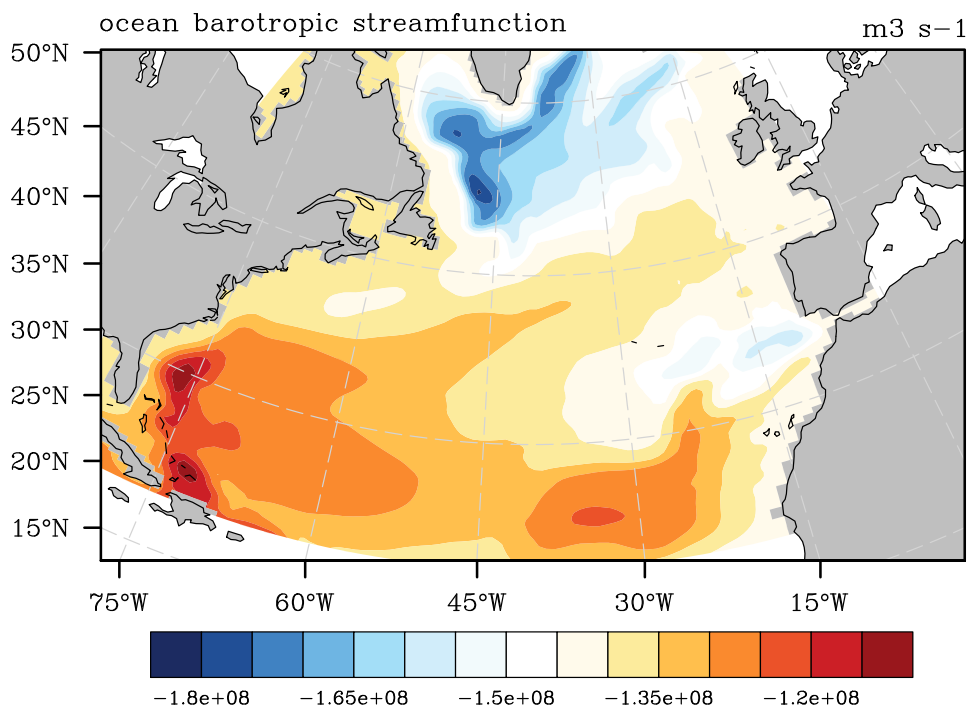 ocean barotropic streamfunction
m3 s−1
50°N
45°N
40°N
35°N
30°N
25°N
20°N
15°N
75°W 60°W 45°W 30°W 15°W
−1.8e+08 −1.65e+08 −1.5e+08 −1.35e+08 −1.2e+08